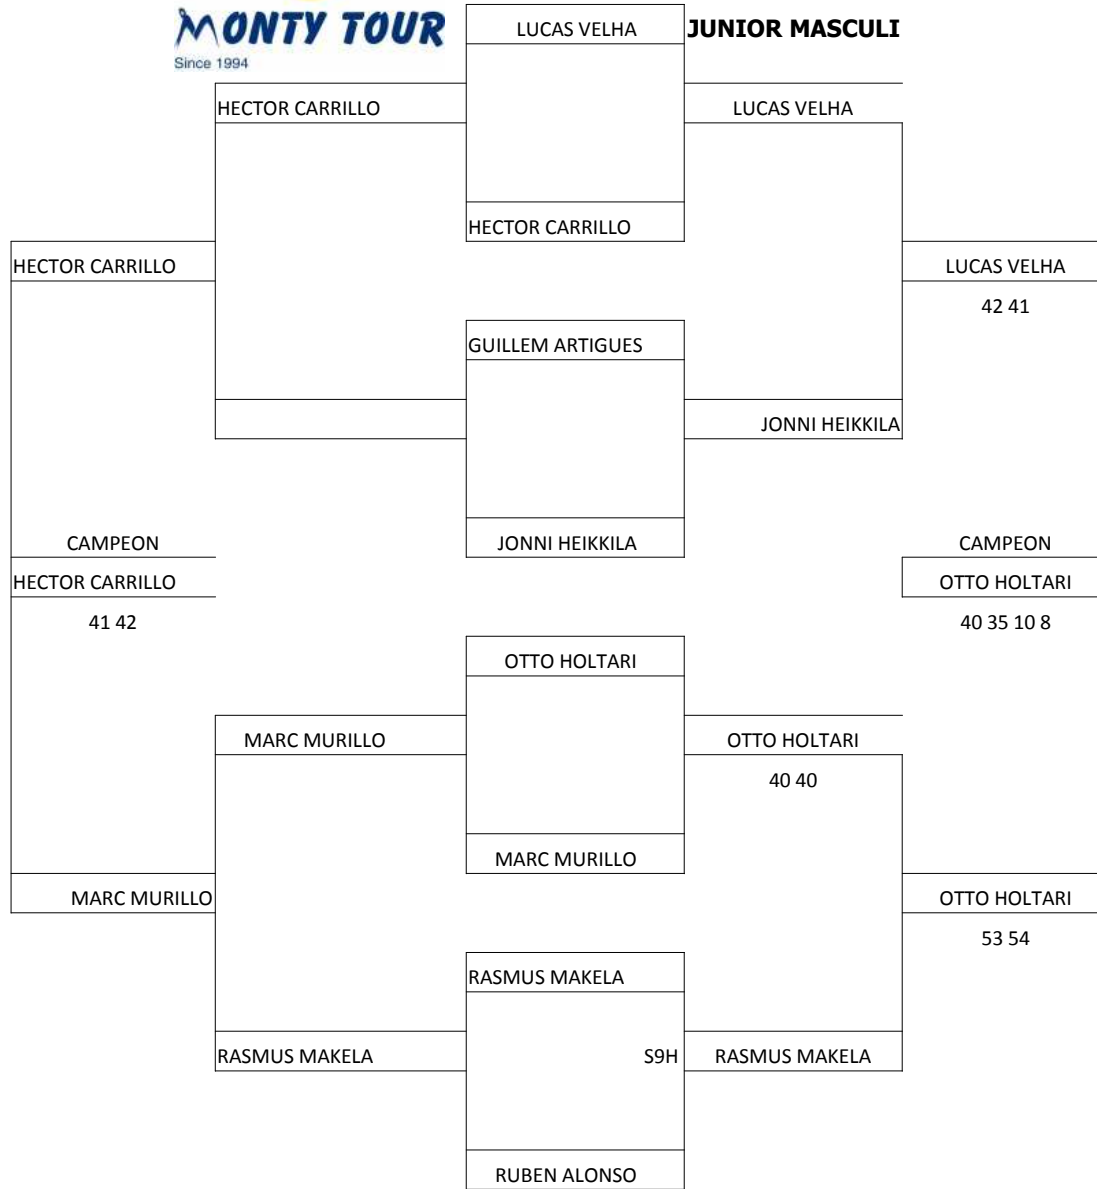 MONTY TOUR
Since 1994
LUCAS VELHA
JUNIOR MASCULI
HECTOR CARRILLO
LUCAS VELHA
HECTOR CARRILLO
HECTOR CARRILLO
LUCAS VELHA
42 41
GUILLEM ARTIGUES
JONNI HEIKKILA
CAMPEON
JONNI HEIKKILA
CAMPEON
HECTOR CARRILLO
OTTO HOLTARI
41 42
40 35 10 8
OTTO HOLTARI
MARC MURILLO
OTTO HOLTARI
40 40
MARC MURILLO
MARC MURILLO
OTTO HOLTARI
53 54
RASMUS MAKELA
RASMUS MAKELA
S9H
RASMUS MAKELA
RUBEN ALONSO